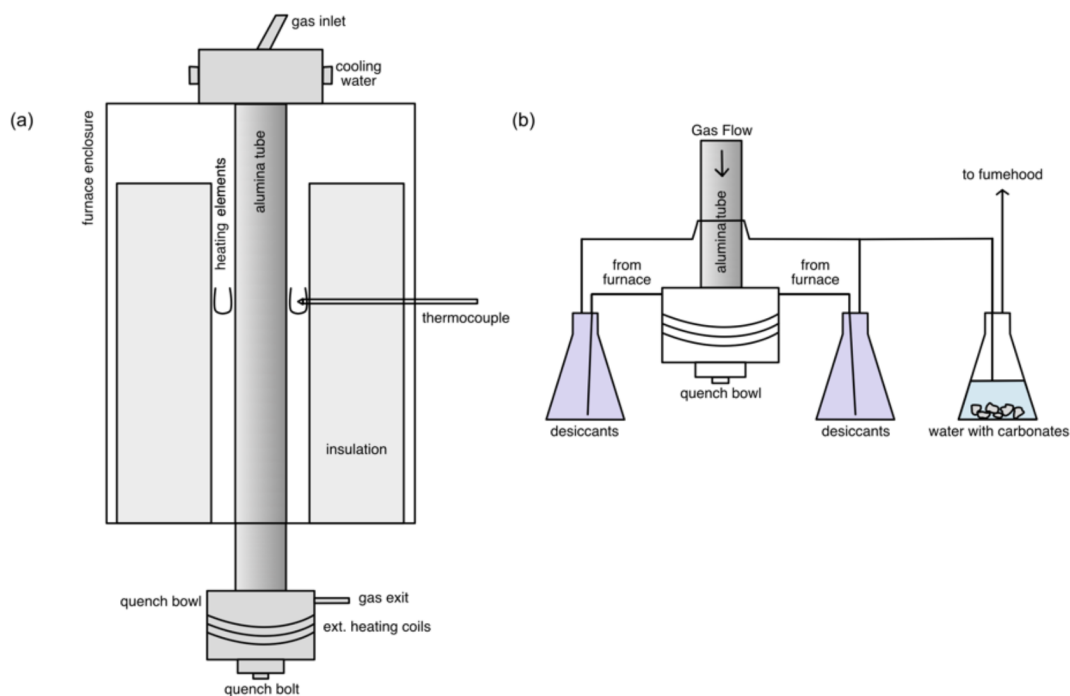 gas inlet
cooling
water
(a)
furnace enclosure
heating elements
alumina tube
thermocouple
insulation
quench bowl
gas exit
ext. heating coils
quench bolt
(b)
Gas Flow
alumina tube
to fumehood
from
furnace
from
furnace
quench bowl
desiccants
desiccants
water with carbonates